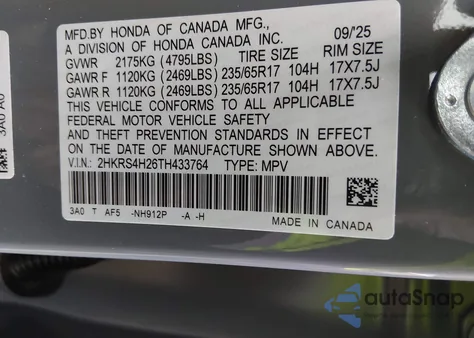 MFD.BY HONDA OF CANADA MFG.,
09/'25
A DIVISION OF HONDA CANADA INC.
GVWR 2175KG (4795LBS) TIRE SIZE RIM SIZE
GAWR F 1120KG (2469LBS) 235/65R17 104H 17X7.5J
GAWR R 1120KG (2469LBS) 235/65R17 104H 17X7.5J
THIS VEHICLE CONFORMS TO ALL APPLICABLE
FEDERAL MOTOR VEHICLE SAFETY AND
THEFT PREVENTION STANDARDS IN EFFECT
ON THE DATE OF MANUFACTURE SHOWN ABOVE.
V.I.N.: 2HKRS4H26TH433764 TYPE: MPV
3A0 T AF5 -NH912P -A -H
MADE IN CANADA
3A0 A0
autoSnap